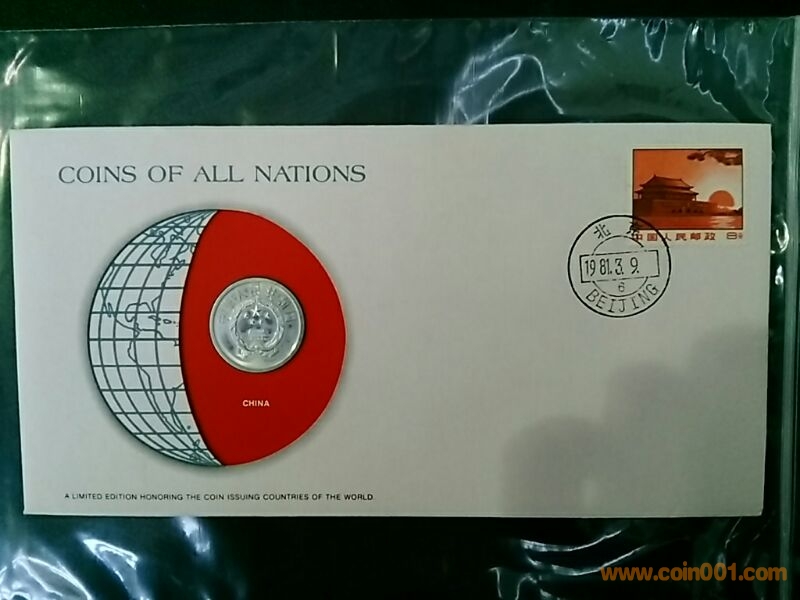 COINS OF ALL NATIONS
中国人民邮政 8分
北京
1981.3.9.
6
BEIJING
CHINA
A LIMITED EDITION HONORING THE COIN ISSUING COUNTRIES OF THE WORLD.
www.coin001.com